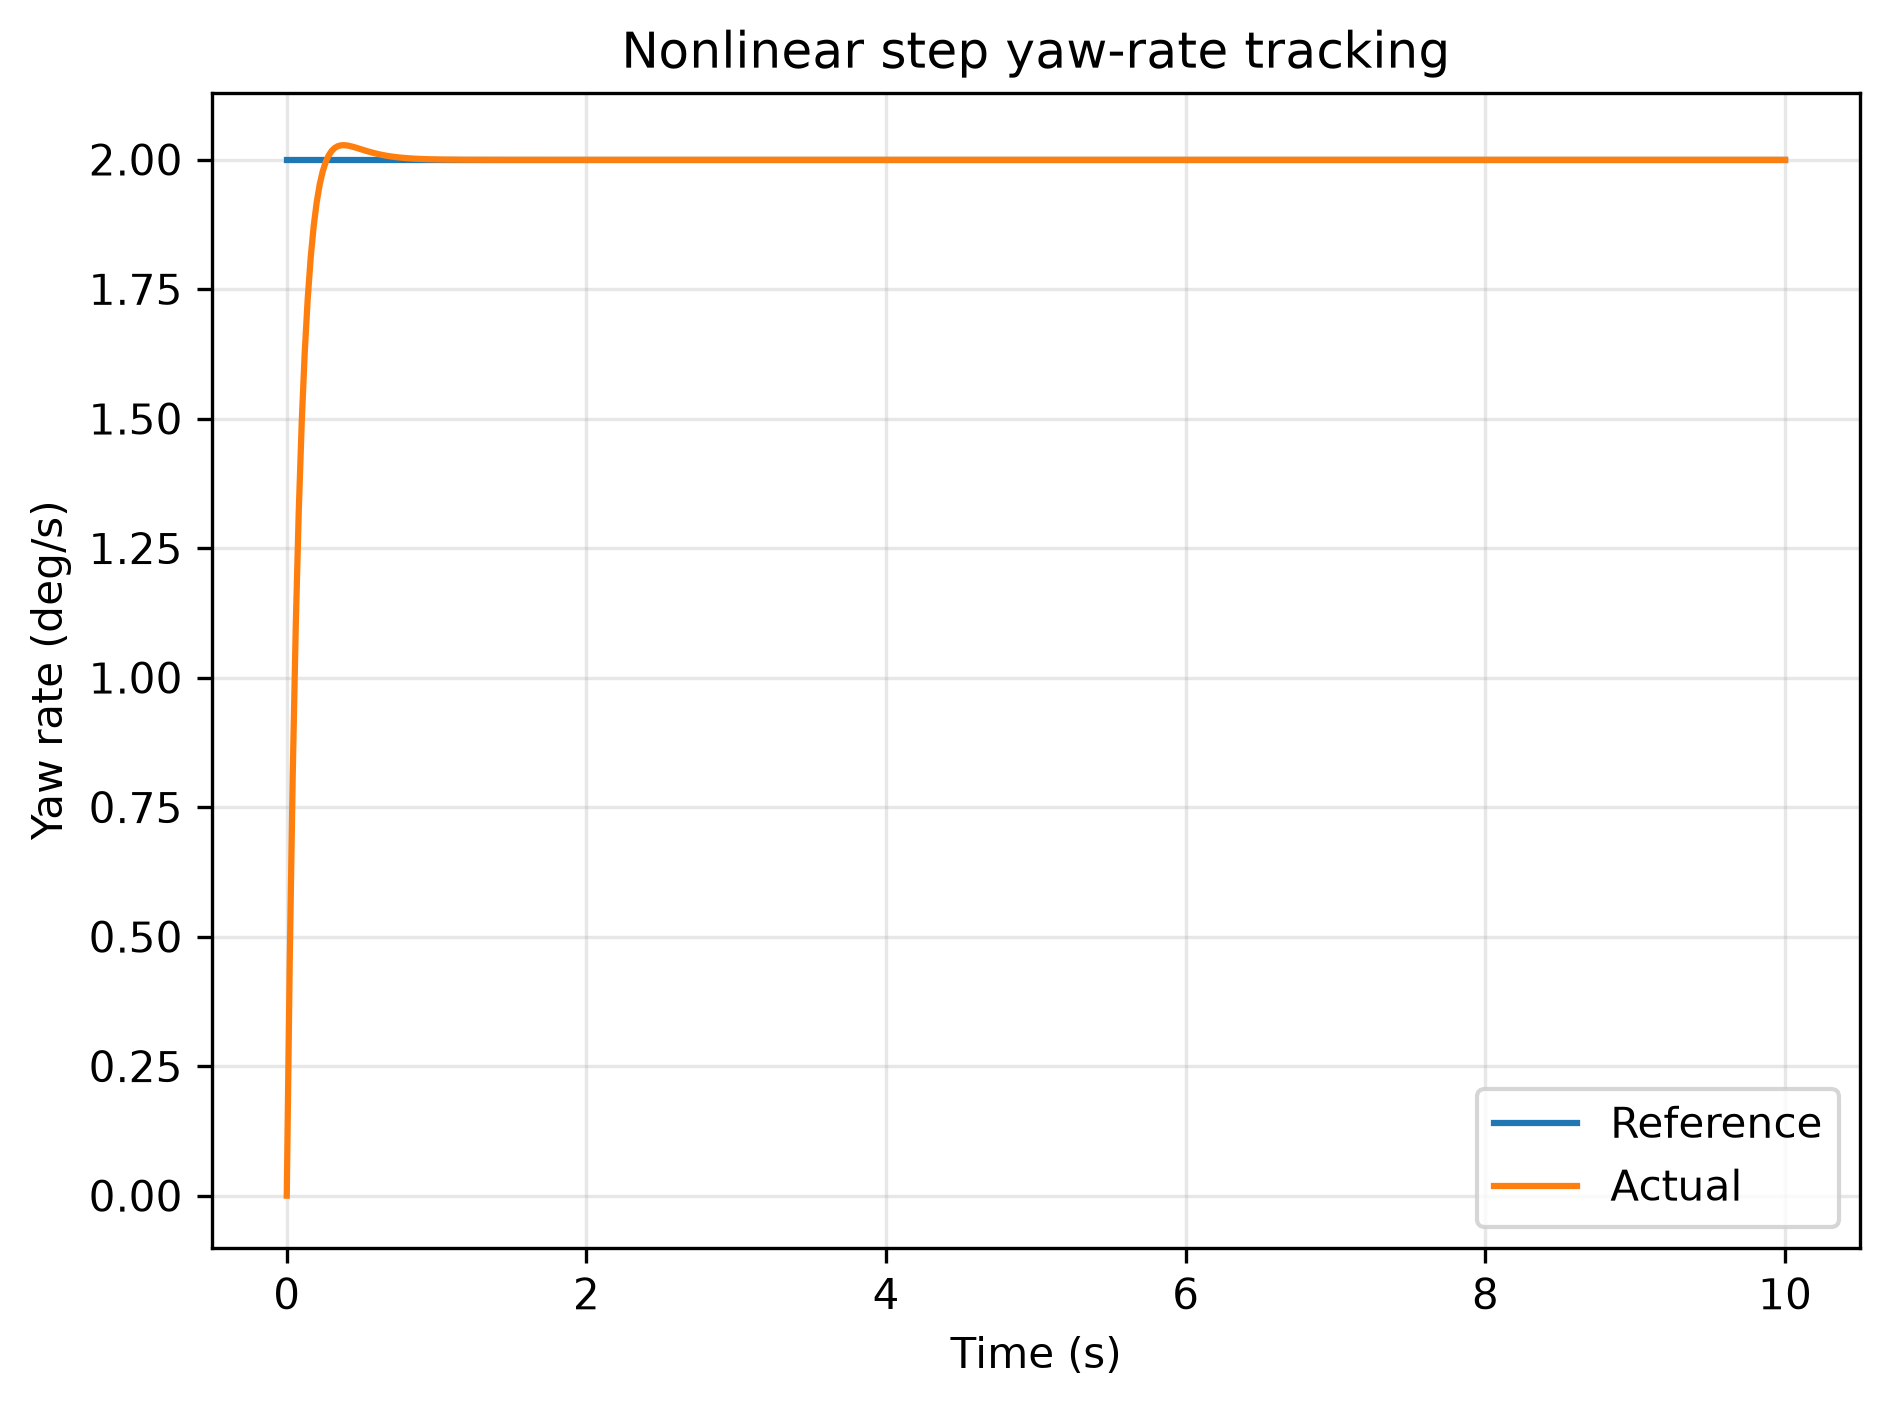 Nonlinear step yaw-rate tracking
Yaw rate (deg/s)
2.00
1.75
1.50
1.25
1.00
0.75
0.50
0.25
0.00
Reference
Actual
0 2 4 6 8 10
Time (s)